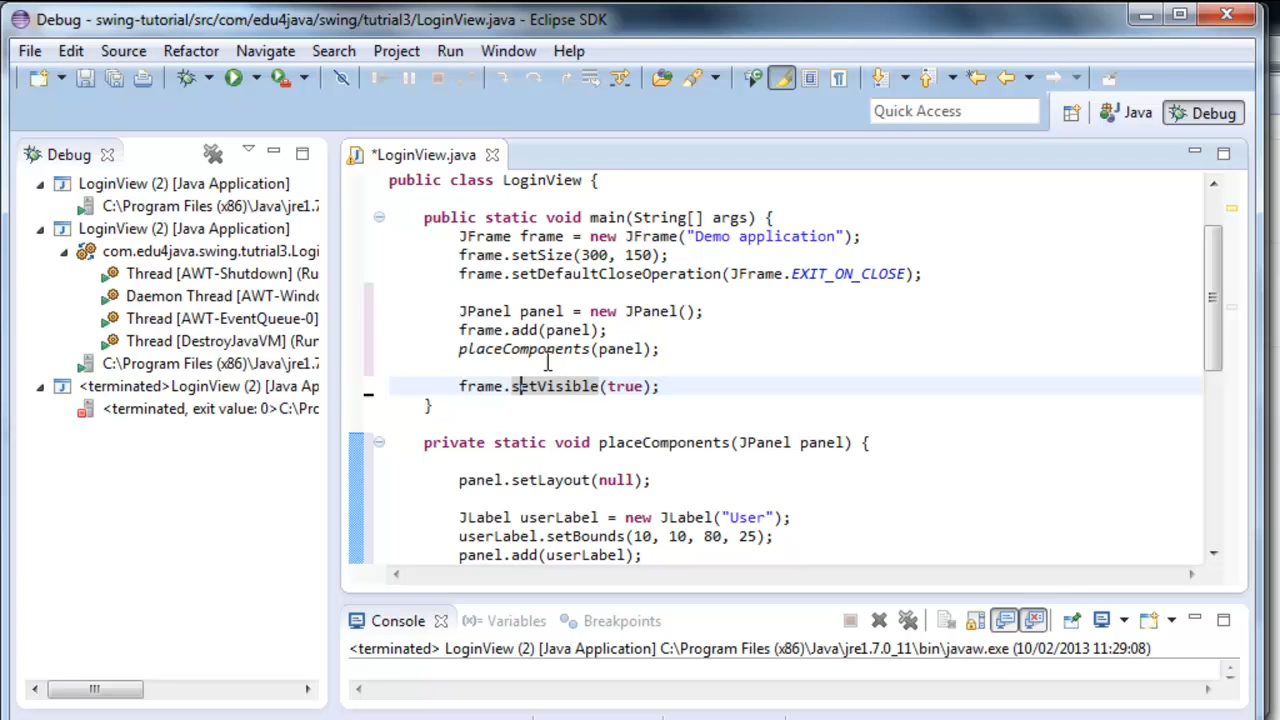 Debug - swing-tutorial/src/com/edu4java/swing/tutrial3/LoginView.java - Eclipse SDK
File Edit Source Refactor Navigate Search Project Run Window Help
Quick Access
Java
Debug
Debug
LoginView (2) [Java Application]
C:\Program Files (x86)\Java\jre1.7
LoginView (2) [Java Application]
com.edu4java.swing.tutrial3.Logi
Thread [AWT-Shutdown] (Ru
Daemon Thread [AWT-Windo
Thread [AWT-EventQueue-0]
Thread [DestroyJavaVM] (Run
C:\Program Files (x86)\Java\jre1.7
<terminated>LoginView (2) [Java Ap
<terminated, exit value: 0>C:\Pro
*LoginView.java
public class LoginView {
public static void main(String[] args) {
JFrame frame = new JFrame("Demo application");
frame.setSize(300, 150);
frame.setDefaultCloseOperation(JFrame.EXIT_ON_CLOSE);
JPanel panel = new JPanel();
frame.add(panel);
placeComponents(panel);
frame.setVisible(true);
}
private static void placeComponents(JPanel panel) {
panel.setLayout(null);
JLabel userLabel = new JLabel("User");
userLabel.setBounds(10, 10, 80, 25);
panel.add(userLabel);
Console
Variables
Breakpoints
<terminated> LoginView (2) [Java Application] C:\Program Files (x86)\Java\jre1.7.0_11\bin\javaw.exe (10/02/2013 11:29:08)